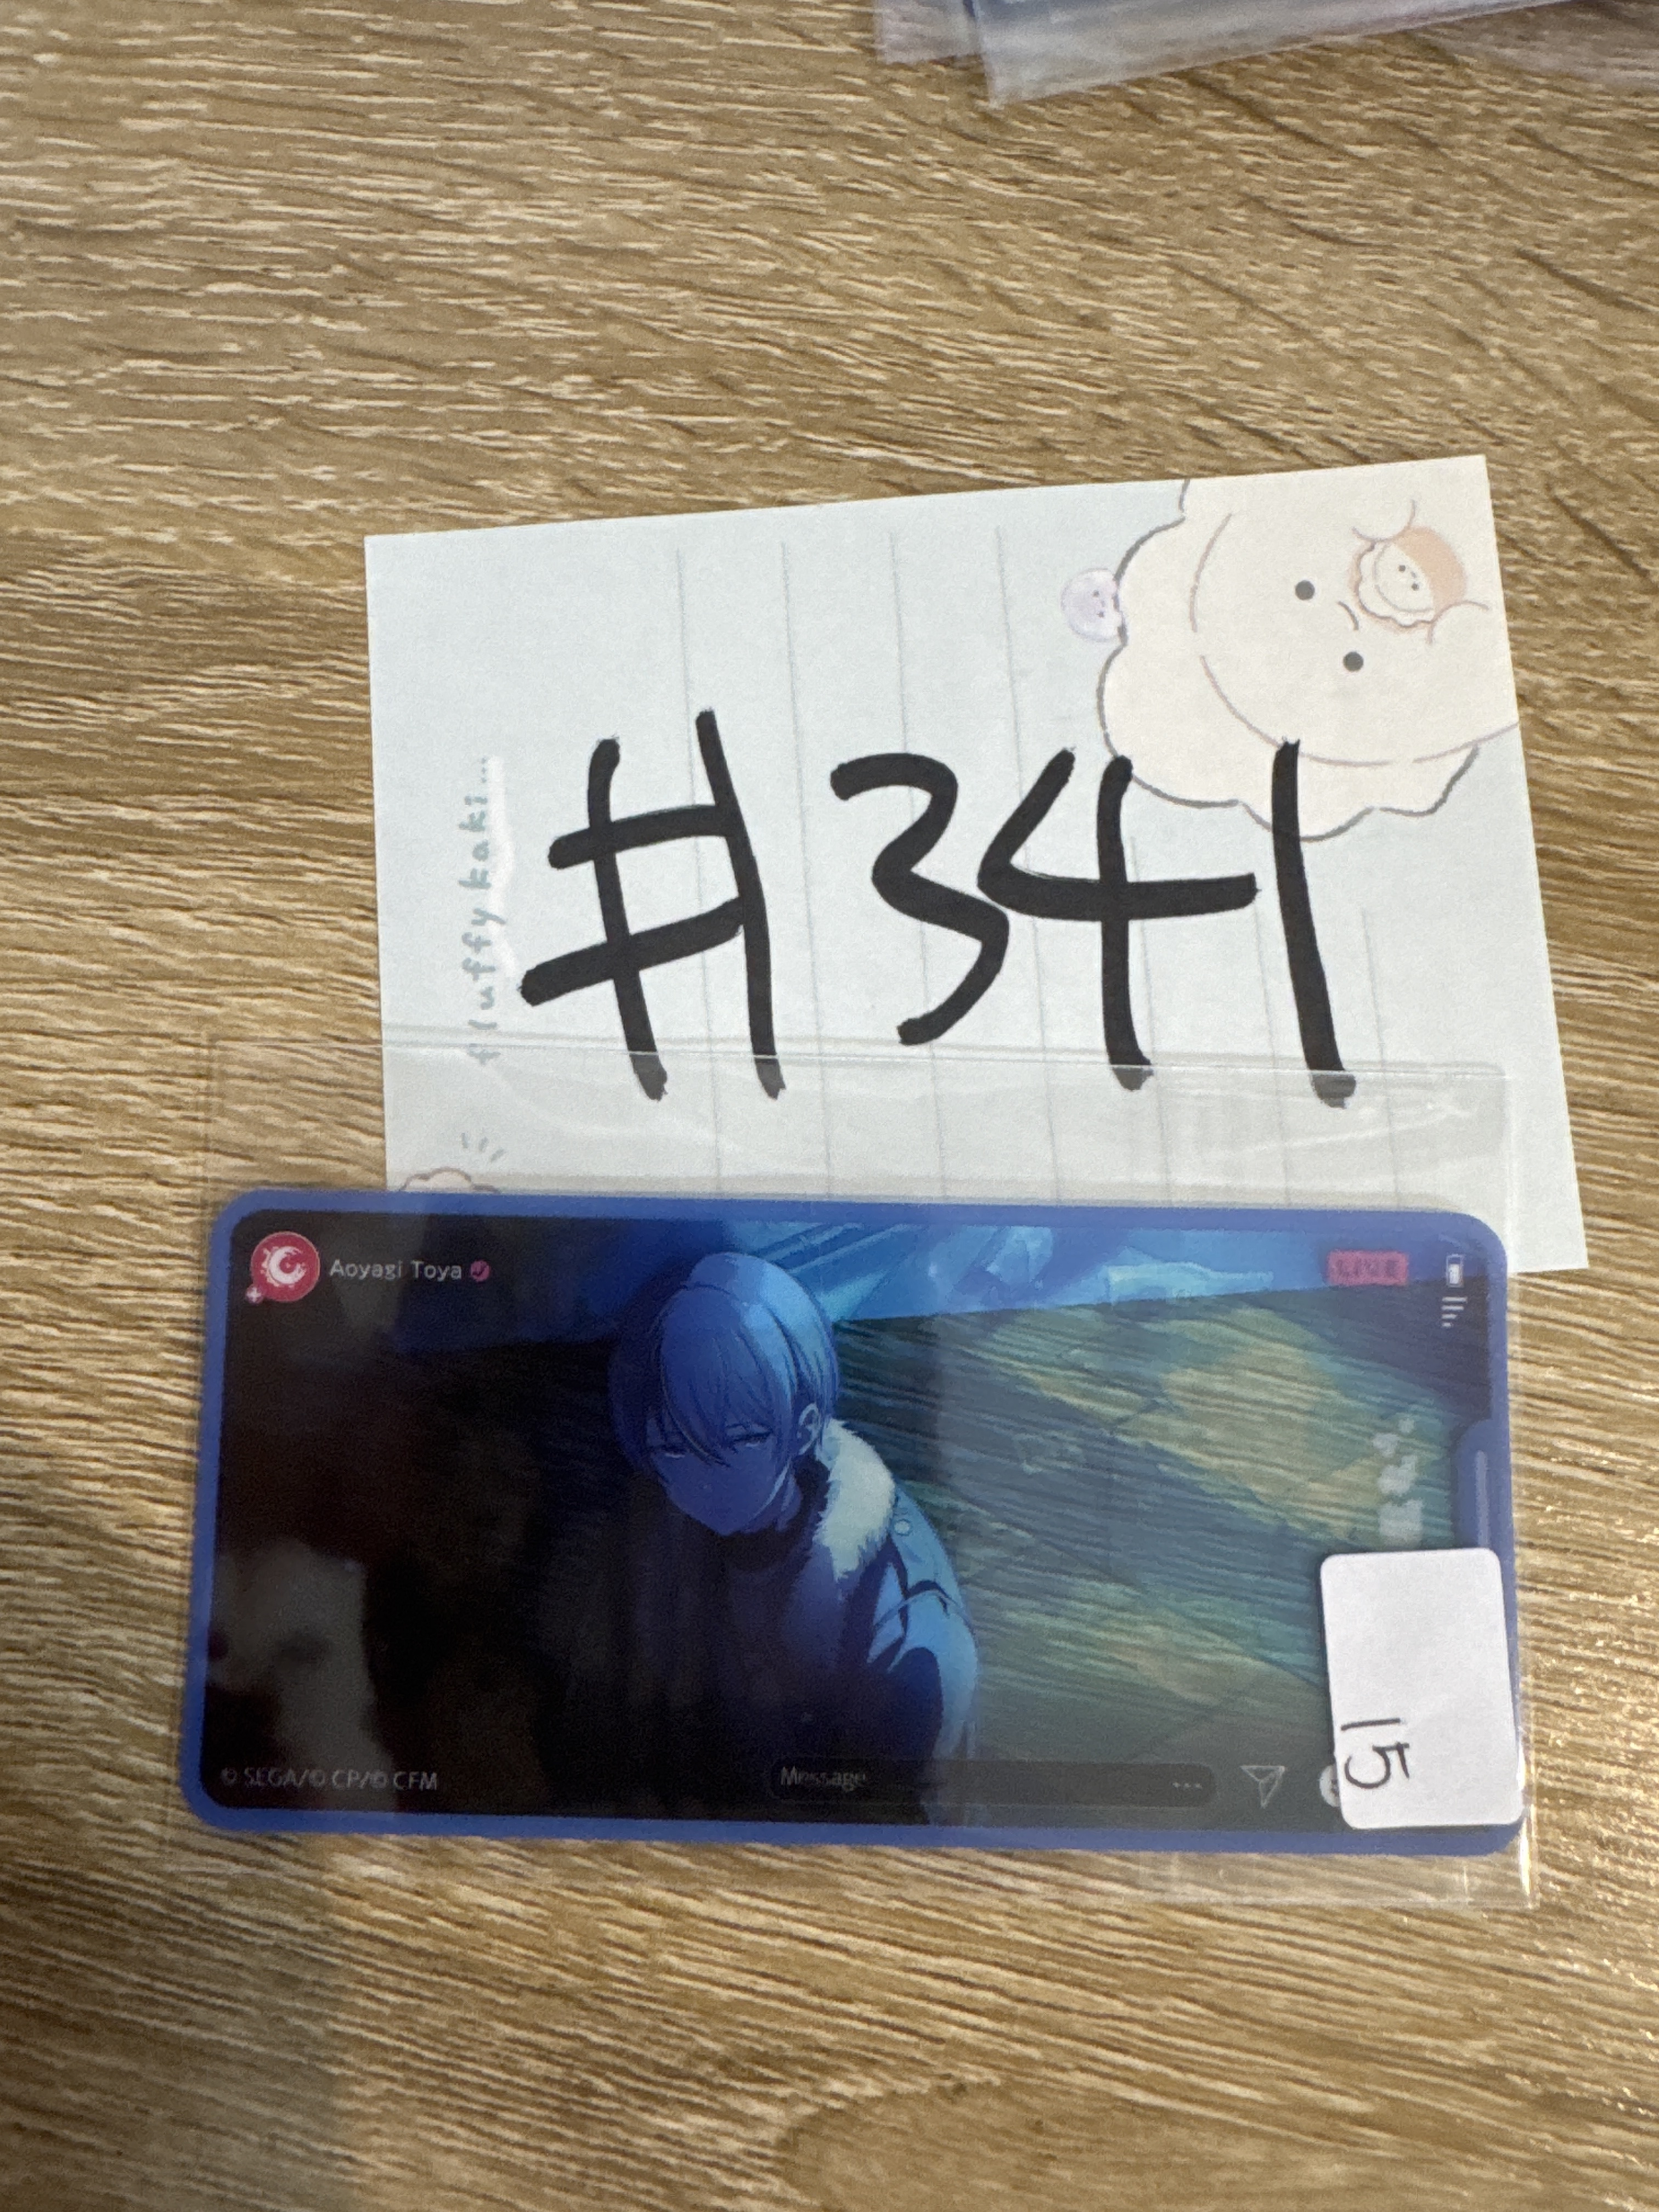 fluffy kaki...
#341
Aoyagi Toya
LIVE
© SEGA/© CP/© CFM
Message
15